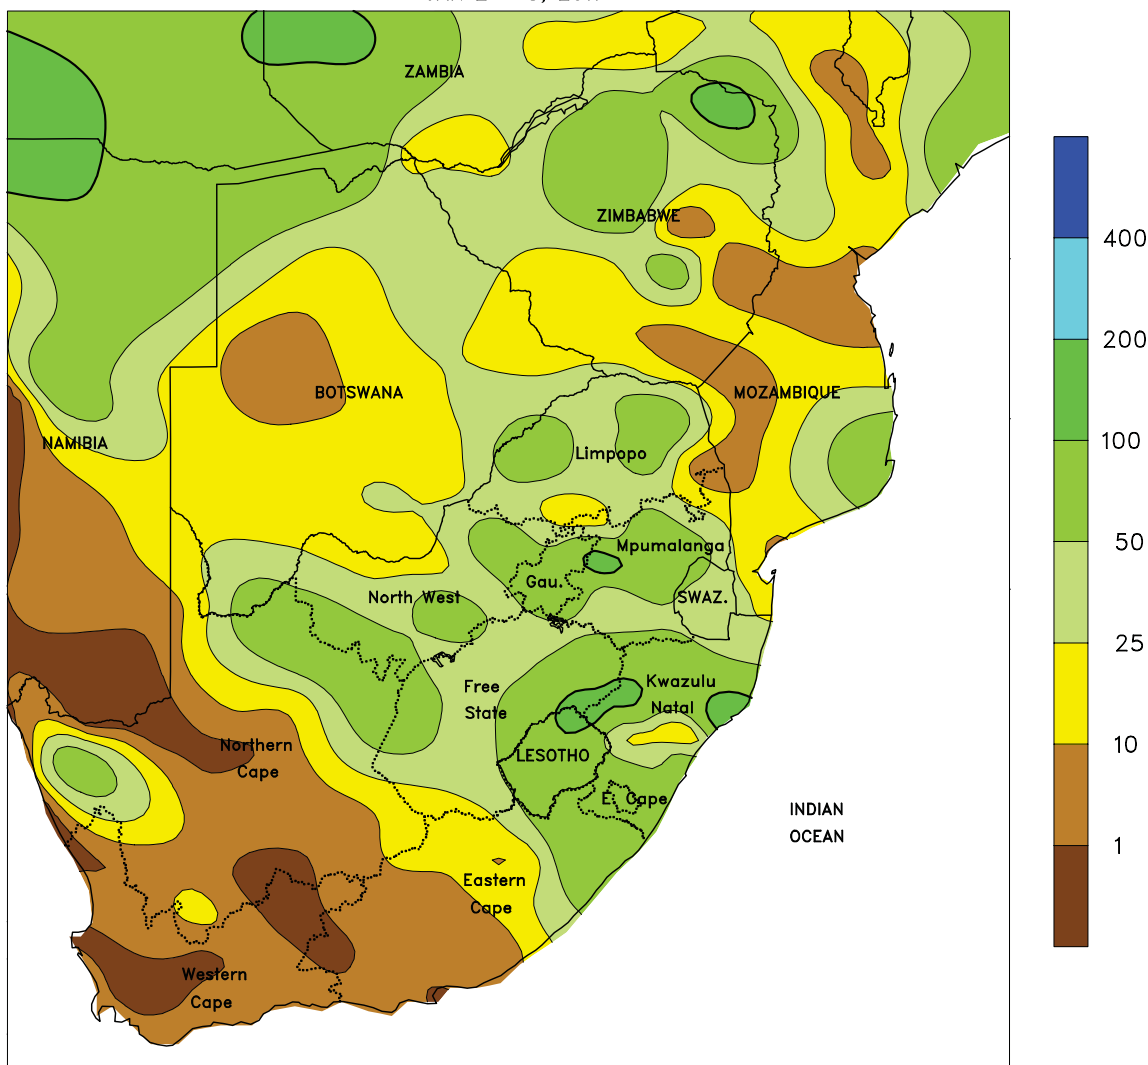 ZAMBIA
ZIMBABWE
BOTSWANA
MOZAMBIQUE
NAMIBIA
Limpopo
Mpumalanga
Gau.
North West
SWAZ.
Free
State
Kwazulu
Natal
Northern
Cape
LESOTHO
E. Cape
INDIAN
OCEAN
Eastern
Cape
Western
Cape
400
200
100
50
25
10
1